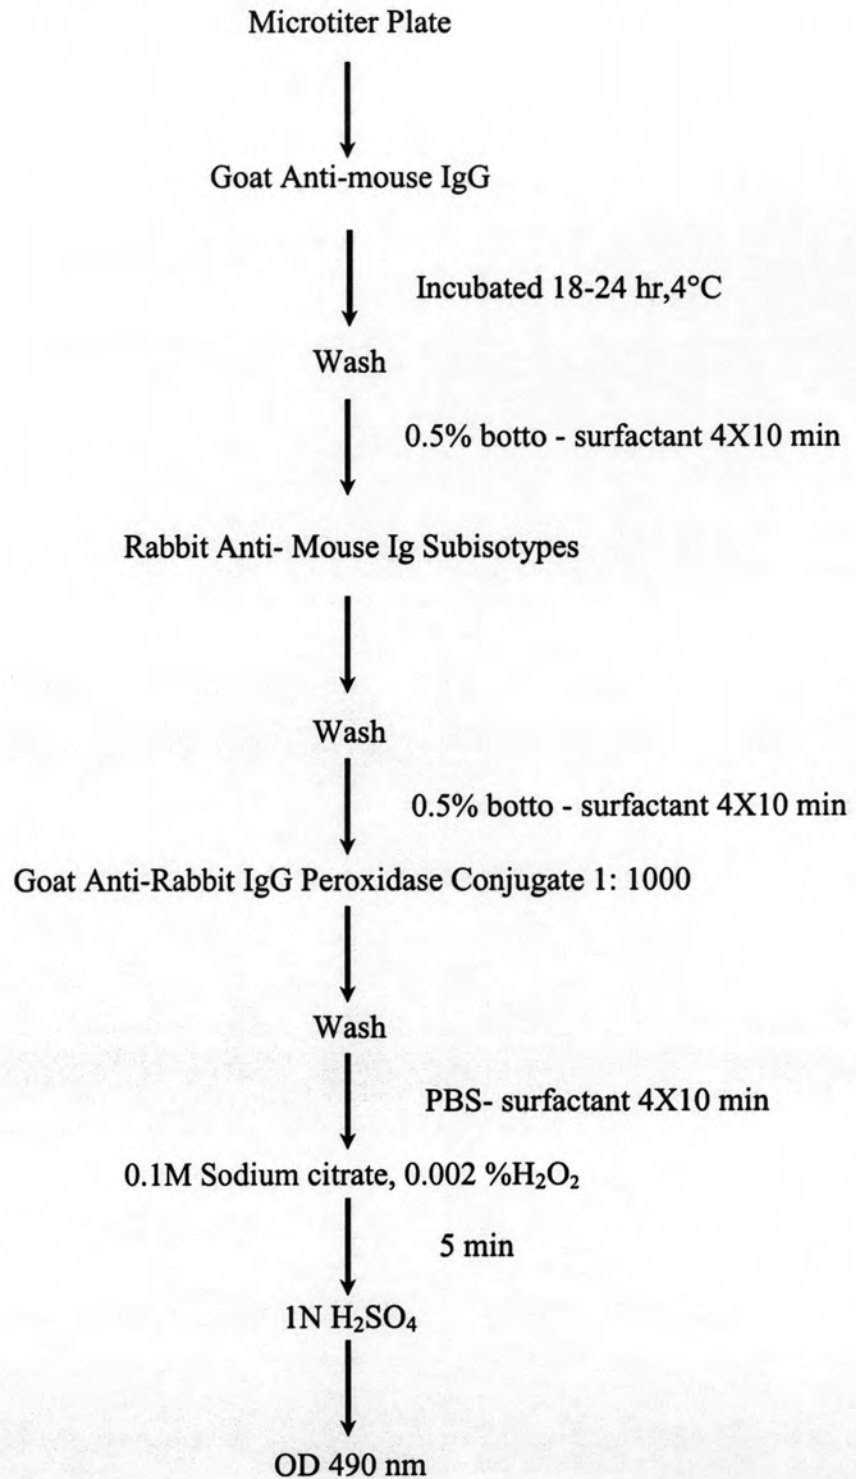 Microtiter Plate
Goat Anti-mouse IgG
Incubated 18-24 hr,4°C
Wash
0.5% botto - surfactant 4X10 min
Rabbit Anti- Mouse Ig Subisotypes
Wash
0.5% botto - surfactant 4X10 min
Goat Anti-Rabbit IgG Peroxidase Conjugate 1: 1000
Wash
PBS- surfactant 4X10 min
0.1M Sodium citrate, 0.002 %H₂O₂
5 min
1N H₂SO₄
OD 490 nm